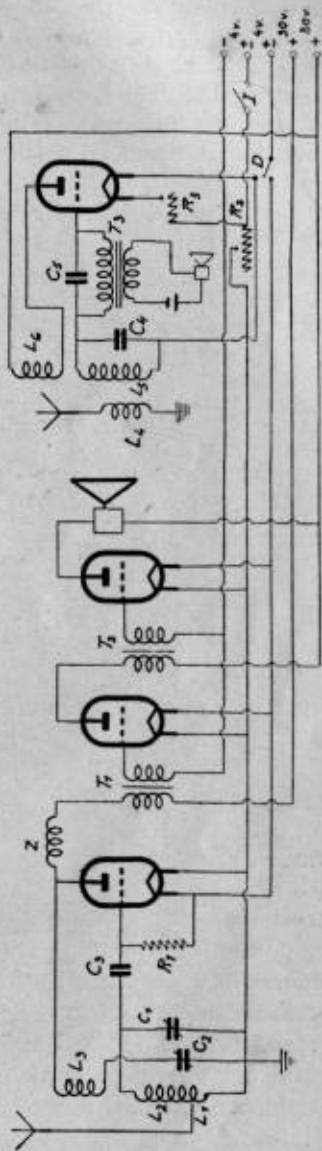 L3
Z
T1
T2
L4
L5
L6
C5
T3
C4
R3
R2
D
I
C3
R1
C1
C2
L2
L1
-
4v.
±
4v.
±
30v.
+
80v.
+